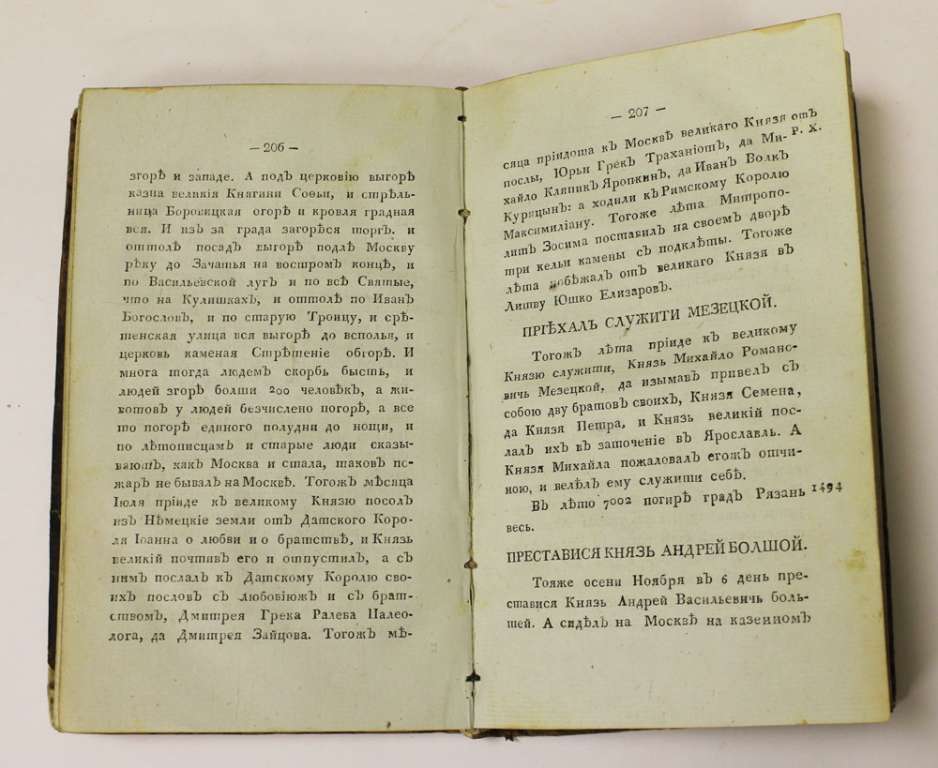 — 206 —
згорѣ и западе. А подъ церковію выгорѣ
казна великія Княгини Софьи, и стрѣль-
ница Боровицкая огорѣ и кровля градная
вся. И изъ за града загорѣся торгъ, и
оттолѣ посадъ выгорѣ подлѣ Москву
рѣку до Зачатья на востромъ концѣ, и
по Васильевской лугъ и по всѣ Святые,
что на Кулишкахъ, и оттолѣ по Иванъ
Богословъ, и по старую Троицу, и срѣ-
тенская улица вся выгорѣ до всполья, и
церковь каменая Стрѣтеніе обгорѣ. И
многа тогда людемъ скорбь бысть, и
людей згорѣ болши 200 человѣкъ, а жи-
вотовъ у людей безчислено погорѣ, а все
то погорѣ единого полудни до нощи, и
по лѣтописцамъ и старые люди сказы-
ваютъ, какъ Москва и стала, таковъ по-
жаръ не бывалъ на Москвѣ. Тогожъ мѣсяца
Іюля пріиде къ великому Князю посолъ
изъ Нѣмецкіе земли отъ Датского Коро-
ля Іоанна о любви и о братствѣ, и Князь
великій почтивъ его и отпустилъ, а съ
нимъ послалъ къ Датскому Королю сво-
ихъ пословъ съ любовіюжъ и съ брат-
ствомъ, Дмитрея Грека Ралева Палео-
лога, да Дмитрея Зайцова. Тогожъ мѣ-
— 207 —
сяца пріидоша къ Москвѣ великаго Князя отъ
послы, Юрьи Грекъ Траханіотъ, да Ми- Р. Х.
хайло Кляпикъ Яропкинъ, да Иванъ Волкъ
Курицынъ: а ходили къ Римскому Королю
Максимиліану. Тогоже лѣта Митропо-
литъ Зосима поставилъ на своемъ дворѣ
три кельи камены съ подклѣты. Тогоже
лѣта побѣжалъ отъ великаго Князя въ
Литву Юшко Елизаровъ.
ПРІѢХАЛЪ СЛУЖИТИ МЕЗЕЦКОЙ.
Тогожъ лѣта пріиде къ великому
Князю служити, Князь Михайло Романо-
вичь Мезецкой, да изымавъ привелъ съ
собою дву братовъ своихъ, Князя Семена,
да Князя Петра, и Князь великій пос-
лалъ ихъ въ заточеніе въ Ярославль. А
Князя Михайла пожаловалъ егожъ отчи-
ною, и велѣлъ ему служити себѣ.
Въ лѣто 7002 погирѣ градъ Рязань 1494
весь.
ПРЕСТАВИСЯ КНЯЗЬ АНДРЕЙ БОЛШОЙ.
Тояже осени Ноября въ 6 день пре-
ставися Князь Андрей Васильевичь боль-
шей. А сидѣлъ на Москвѣ на казенномъ